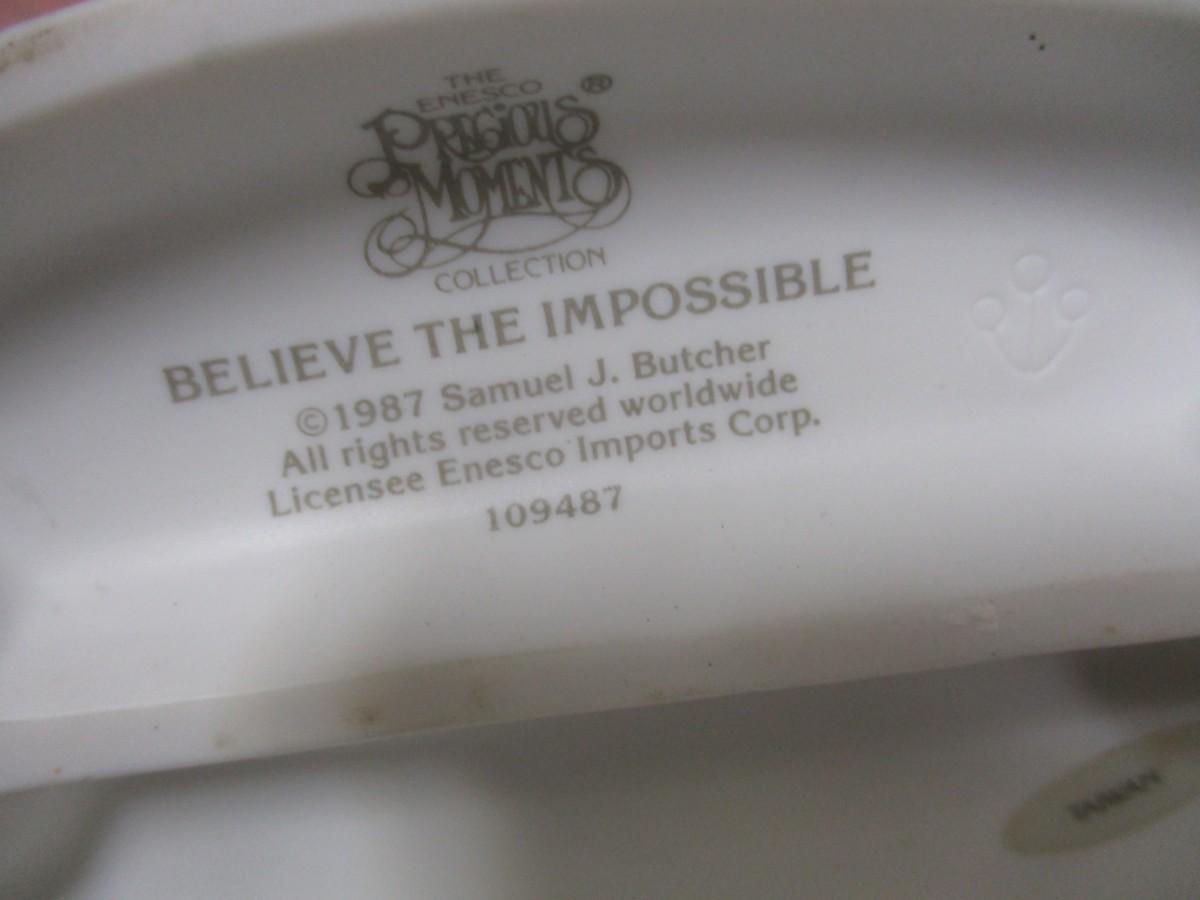 THE
ENESCO
PRECIOUS ®
MOMENTS
COLLECTION
BELIEVE THE IMPOSSIBLE
©1987 Samuel J. Butcher
All rights reserved worldwide
Licensee Enesco Imports Corp.
109487
TAIWAN